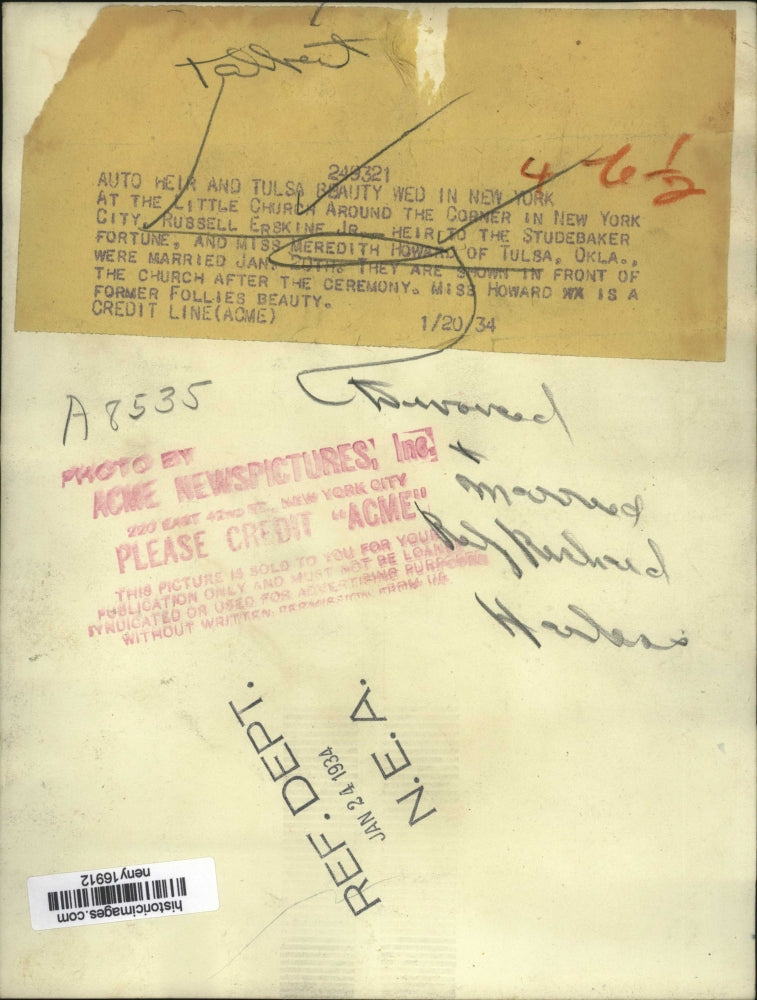 249321
4-6 1/2
AUTO HEIR AND TULSA BEAUTY WED IN NEW YORK
AT THE LITTLE CHURCH AROUND THE CORNER IN NEW YORK
CITY, RUSSELL ERSKINE JR., HEIR TO THE STUDEBAKER
FORTUNE, AND MISS MEREDITH HOWARD OF TULSA, OKLA.,
WERE MARRIED JAN. 20TH. THEY ARE SHOWN IN FRONT OF
THE CHURCH AFTER THE CEREMONY. MISS HOWARD WX IS A
FORMER FOLLIES BEAUTY.
CREDIT LINE(ACME) 1/20/34
A 8535
Divorced
+
Married
PHOTO BY
ACME NEWSPICTURES, Inc.
220 EAST 42ND ST., NEW YORK CITY
PLEASE CREDIT "ACME"
THIS PICTURE IS SOLD TO YOU FOR YOUR
PUBLICATION ONLY AND MUST NOT BE LOANED
SYNDICATED OR USED FOR ADVERTISING PURPOSES
WITHOUT WRITTEN PERMISSION FROM US.
REF. DEPT.
JAN 24 1934
N.E.A.
historicimages.com
neny16912